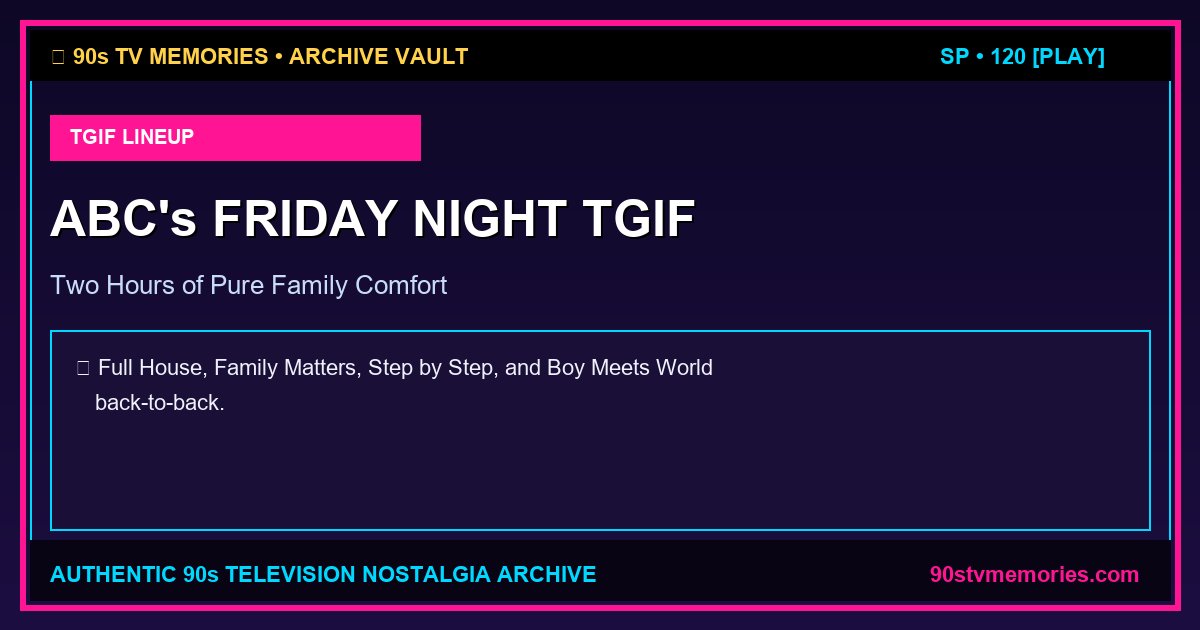 90s TV MEMORIES • ARCHIVE VAULT
SP • 120 [PLAY]
TGIF LINEUP
ABC's FRIDAY NIGHT TGIF
Two Hours of Pure Family Comfort
Full House, Family Matters, Step by Step, and Boy Meets World
back-to-back.
AUTHENTIC 90s TELEVISION NOSTALGIA ARCHIVE
90stvmemories.com